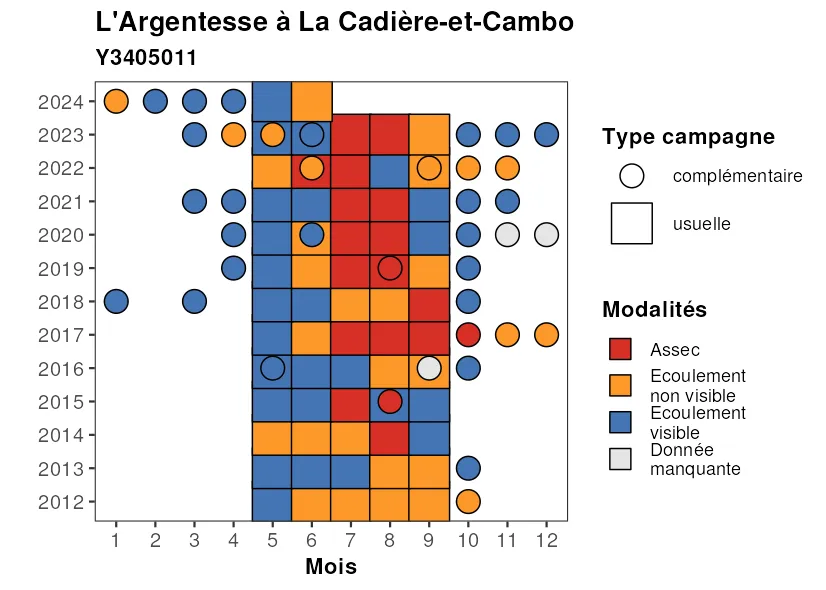 L'Argentesse à La Cadière-et-Cambo
Y3405011
2024
2023
2022
2021
2020
2019
2018
2017
2016
2015
2014
2013
2012
1 2 3 4 5 6 7 8 9 10 11 12
Mois
Type campagne
complémentaire
usuelle
Modalités
Assec
Ecoulement
non visible
Ecoulement
visible
Donnée
manquante